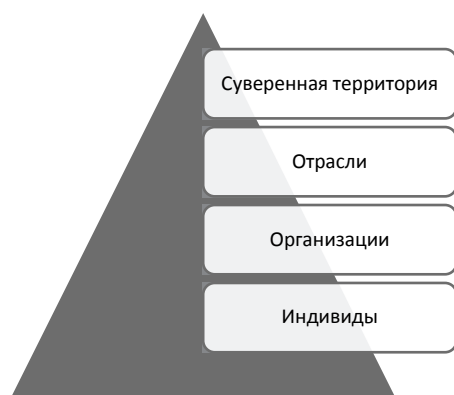 Суверенная территория
Отрасли
Организации
Индивиды